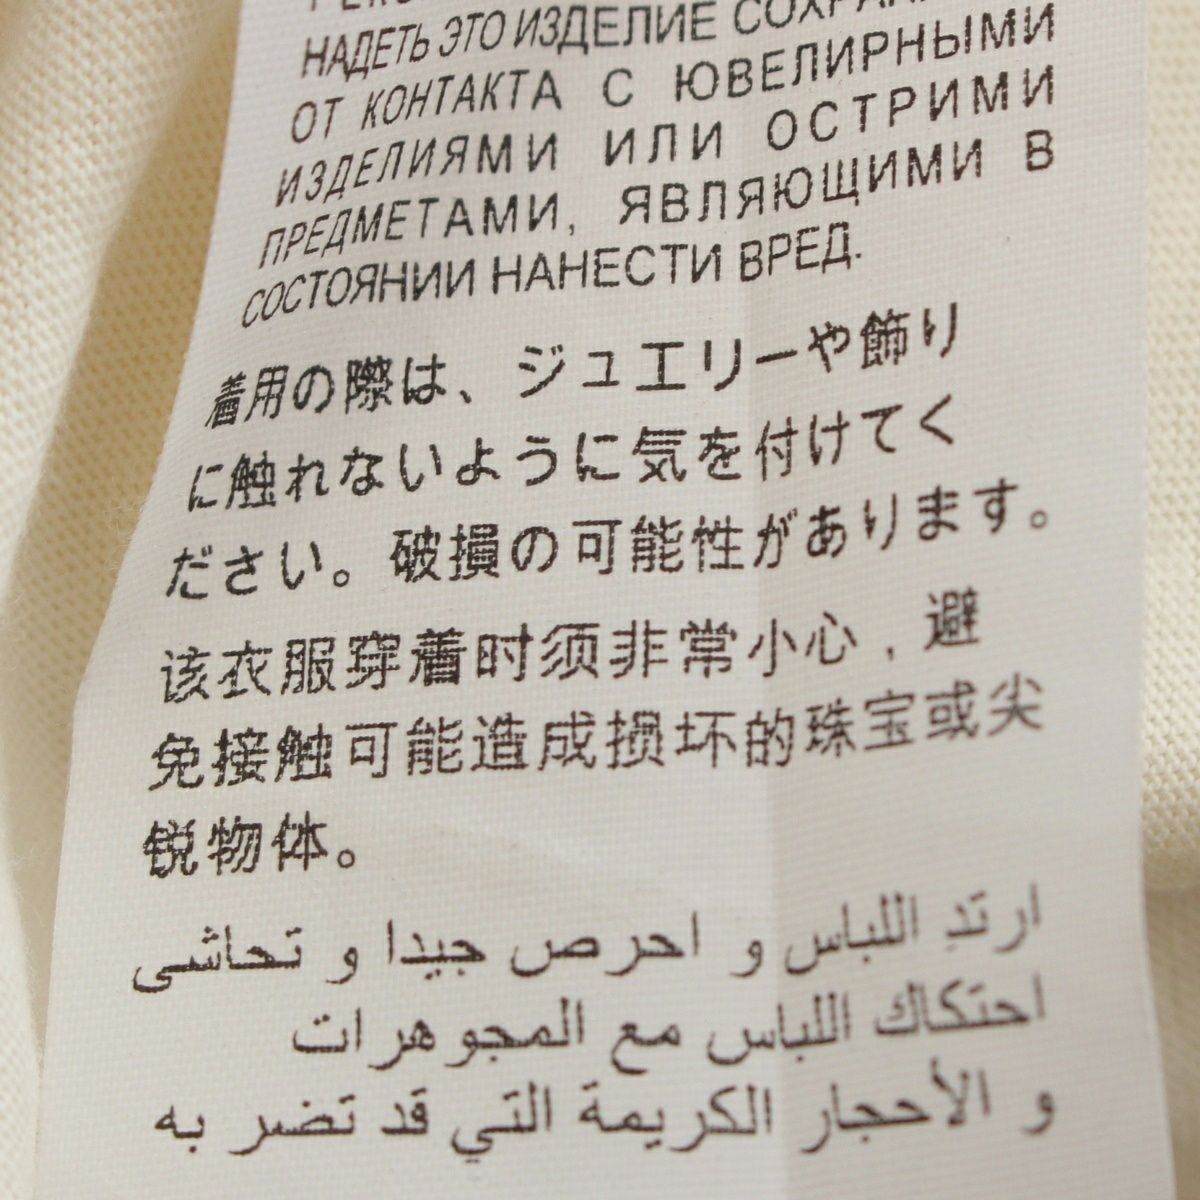 НАДЕТЬ ЭТО ИЗДЕЛИЕ
ОТ КОНТАКТА С ЮВЕЛИРНЫМИ
ИЗДЕЛИЯМИ ИЛИ ОСТРИМИ
ПРЕДМЕТАМИ, ЯВЛЯЮЩИМИ В
СОСТОЯНИИ НАНЕСТИ ВРЕД.
着用の際は、ジュエリーや飾り
に触れないように気を付けてく
ださい。破損の可能性があります。
该衣服穿着时须非常小心，避
免接触可能造成损坏的珠宝或尖
锐物体。
ارتدِ اللباس و احرص جيدا و تحاشى
احتكاك اللباس مع المجوهرات
و الأحجار الكريمة التي قد تضر به